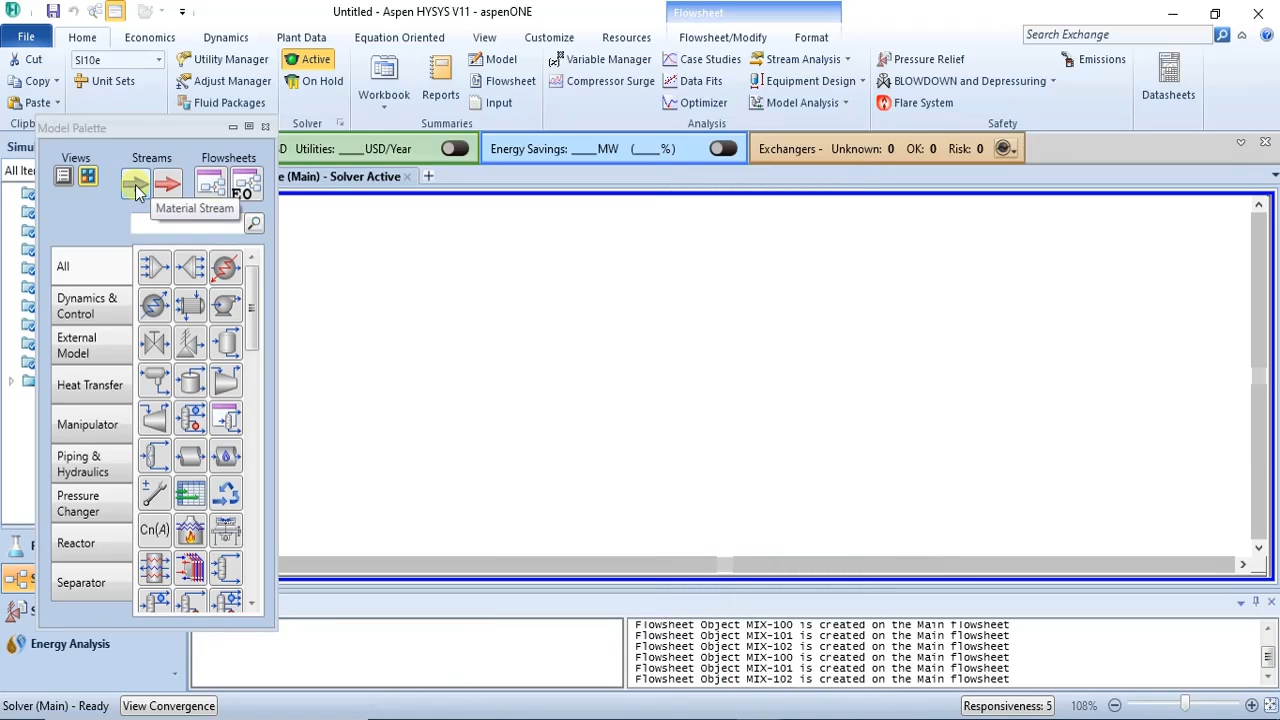 Untitled - Aspen HYSYS V11 - aspenONE
Flowsheet
File
Home
Economics
Dynamics
Plant Data
Equation Oriented
View
Customize
Resources
Flowsheet/Modify
Format
Search Exchange
Cut
SI10e
Utility Manager
Active
Model
Variable Manager
Case Studies
Stream Analysis
Pressure Relief
Emissions
Copy
Unit Sets
Adjust Manager
On Hold
Workbook
Reports
Flowsheet
Compressor Surge
Data Fits
Equipment Design
BLOWDOWN and Depressuring
Datasheets
Paste
Fluid Packages
Input
Optimizer
Model Analysis
Flare System
Solver
Summaries
Analysis
Safety
Model Palette
Utilities: ____USD/Year
Energy Savings: ____MW (____%)
Exchangers - Unknown: 0 OK: 0 Risk: 0
Views
Streams
Flowsheets
(Main) - Solver Active
All
EO
Material Stream
All
Dynamics & Control
External Model
Heat Transfer
Manipulator
Piping & Hydraulics
Pressure Changer
Cn(A)
Reactor
Separator
Energy Analysis
Flowsheet Object MIX-100 is created on the Main flowsheet
Flowsheet Object MIX-101 is created on the Main flowsheet
Flowsheet Object MIX-102 is created on the Main flowsheet
Flowsheet Object MIX-100 is created on the Main flowsheet
Flowsheet Object MIX-101 is created on the Main flowsheet
Flowsheet Object MIX-102 is created on the Main flowsheet
Solver (Main) - Ready
View Convergence
Responsiveness: 5
108%